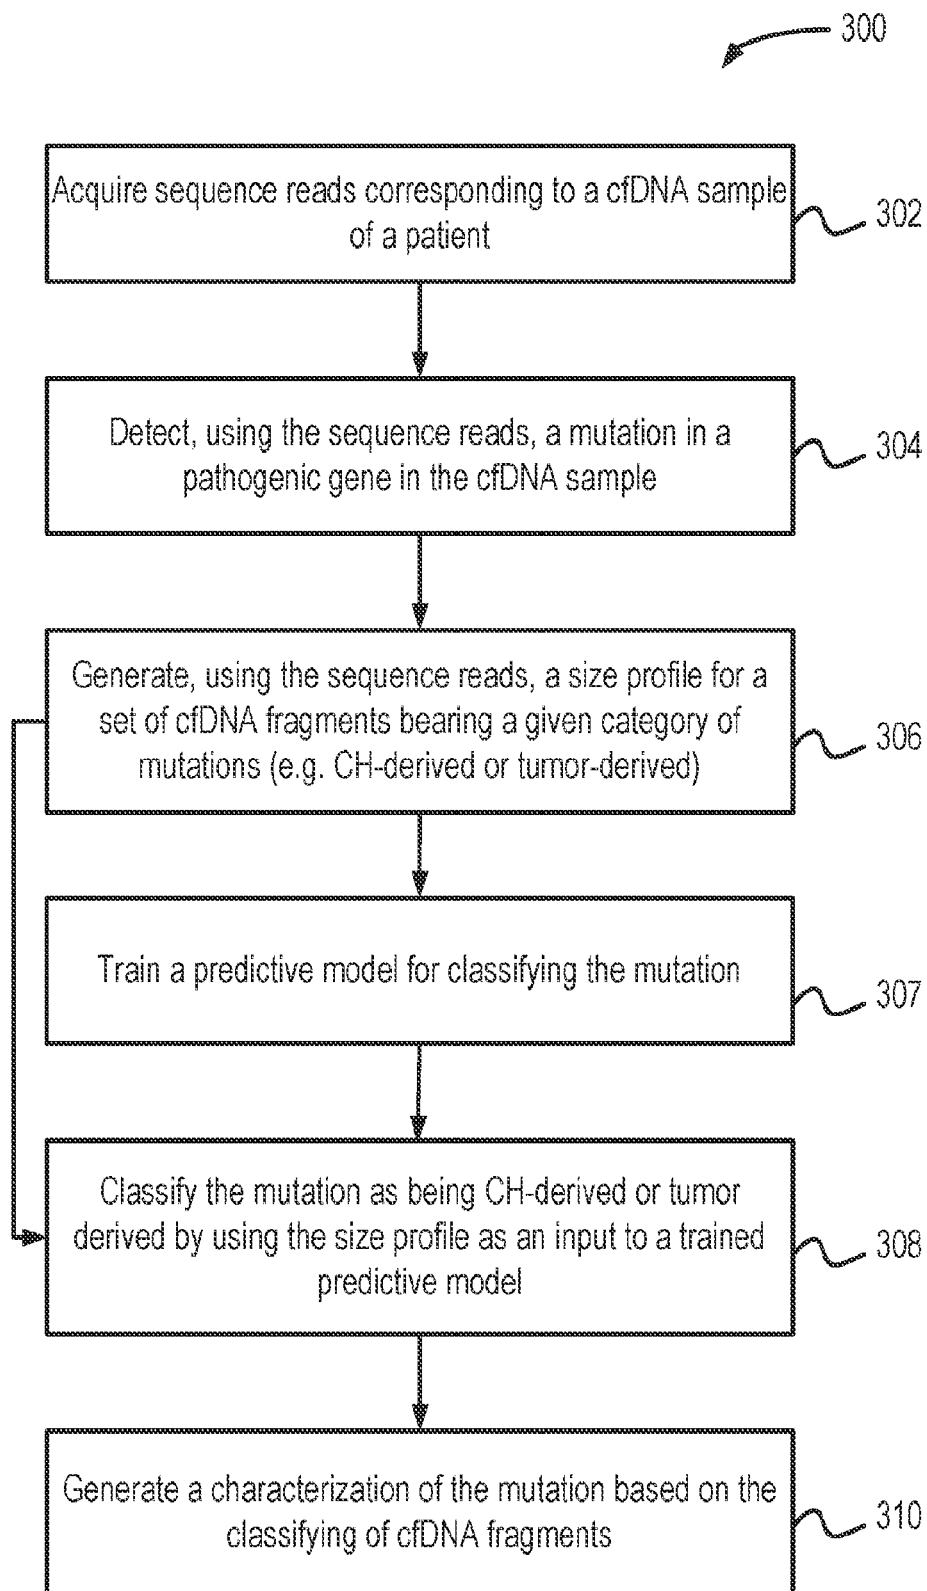 300
Acquire sequence reads corresponding to a cfDNA sample
of a patient
302
Detect, using the sequence reads, a mutation in a
pathogenic gene in the cfDNA sample
304
Generate, using the sequence reads, a size profile for a
set of cfDNA fragments bearing a given category of
mutations (e.g. CH-derived or tumor-derived)
306
Train a predictive model for classifying the mutation
307
Classify the mutation as being CH-derived or tumor
derived by using the size profile as an input to a trained
predictive model
308
Generate a characterization of the mutation based on the
classifying of cfDNA fragments
310